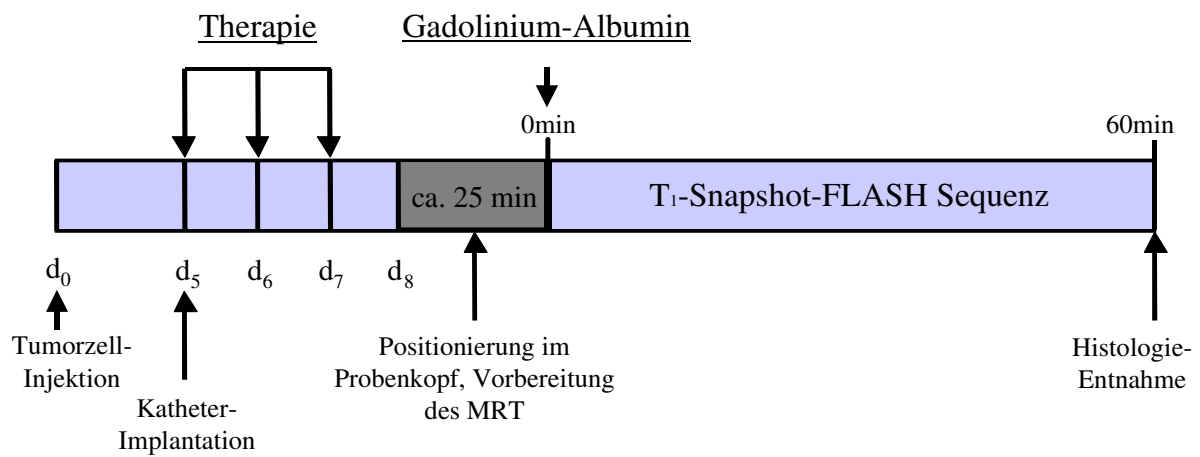 Therapie
Gadolinium-Albumin
0min
60min
ca. 25 min
T₁-Snapshot-FLASH Sequenz
d₀
d₅
d₆
d₇
d₈
Tumorzell-
Injektion
Katheter-
Implantation
Positionierung im
Probenkopf, Vorbereitung
des MRT
Histologie-
Entnahme